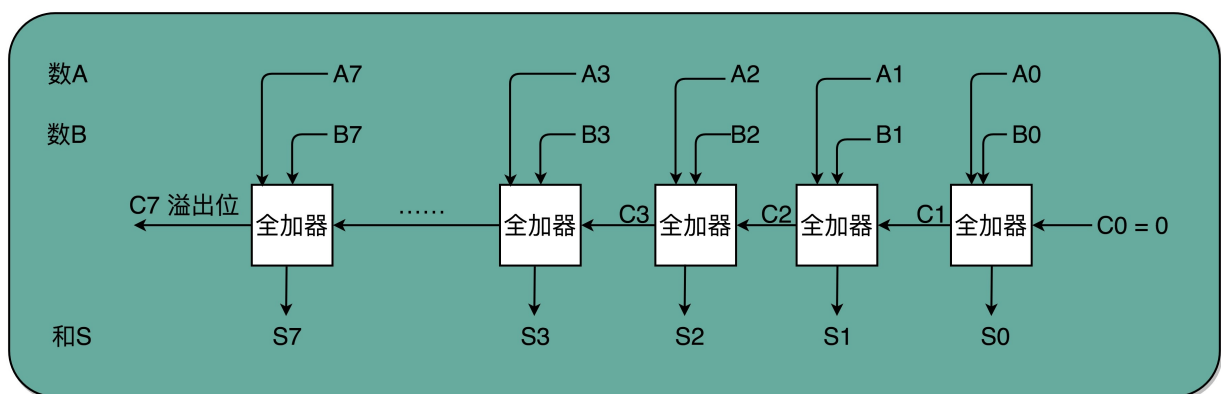 数A A7 A3 A2 A1 A0
数B B7 B3 B2 B1 B0
C7 溢出位 …… C3 C2 C1 C0 = 0
全加器 全加器 全加器 全加器 全加器
和S S7 S3 S2 S1 S0